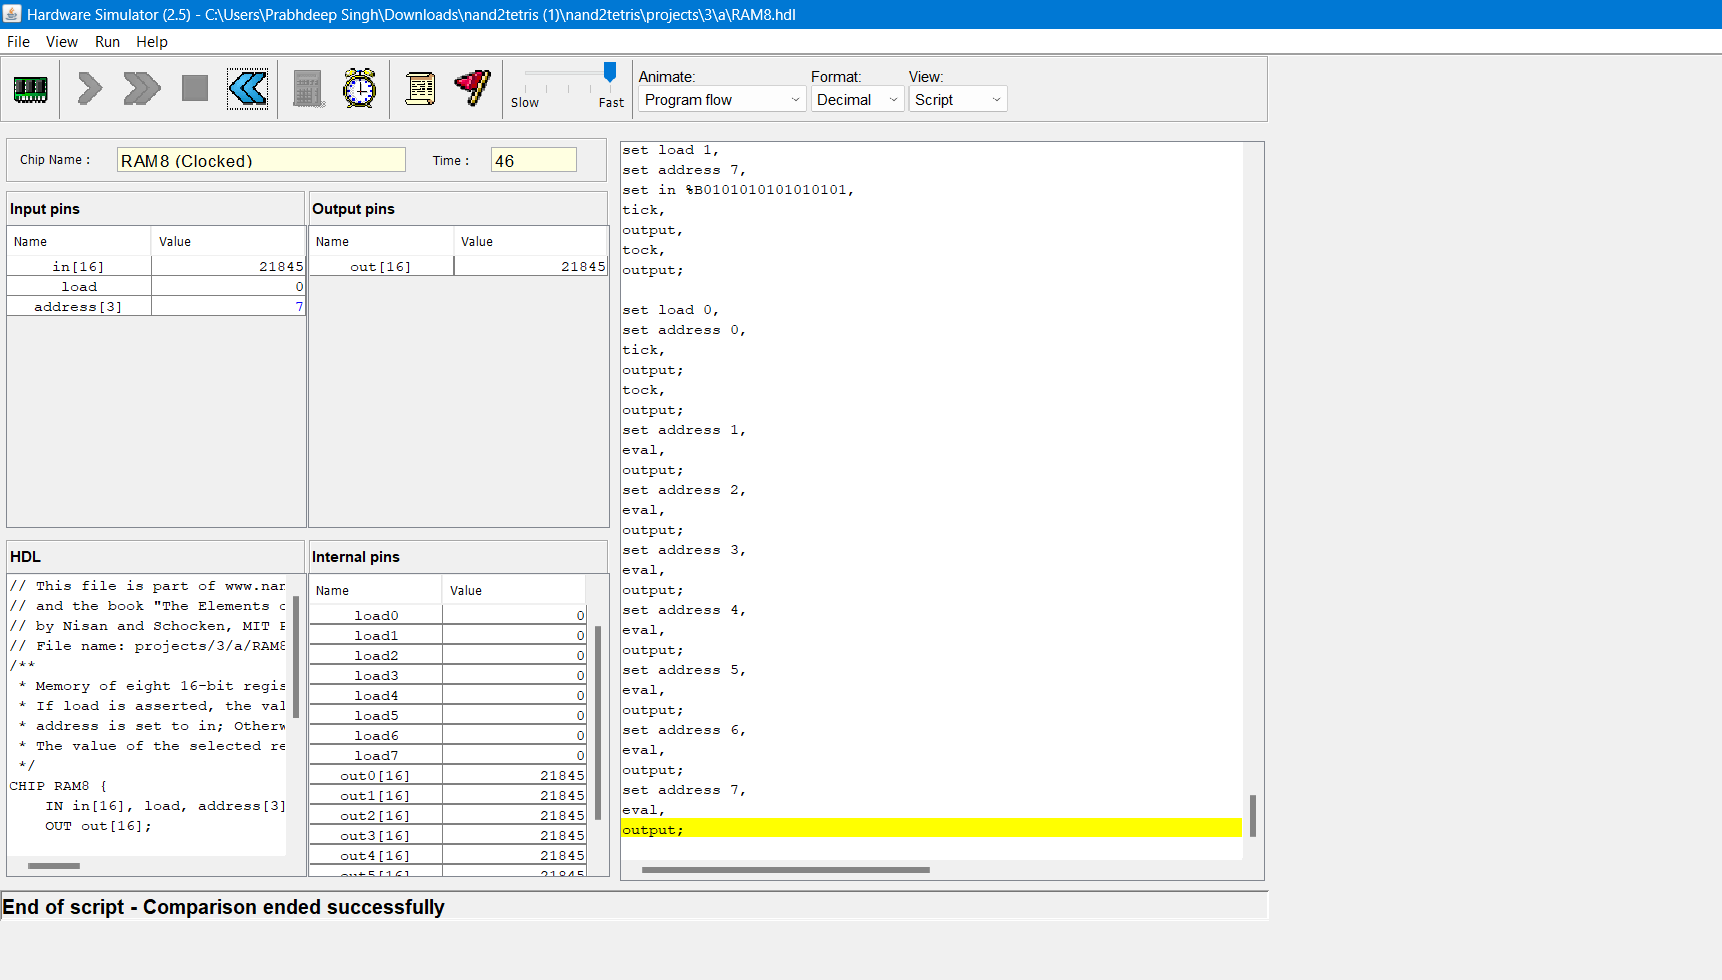 Hardware Simulator (2.5) - C:\Users\Prabhdeep Singh\Downloads\nand2tetris (1)\nand2tetris\projects\3\a\RAM8.hdl
File View Run Help
Slow Fast
Animate: Format: View:
Program flow Decimal Script
Chip Name : RAM8 (Clocked) Time : 46
Input pins
Name Value
in[16] 21845
load 0
address[3] 7
Output pins
Name Value
out[16] 21845
HDL
// This file is part of www.nan
// and the book "The Elements o
// by Nisan and Schocken, MIT P
// File name: projects/3/a/RAM8
/**
* Memory of eight 16-bit regis
* If load is asserted, the val
* address is set to in; Otherw
* The value of the selected re
*/
CHIP RAM8 {
IN in[16], load, address[3]
OUT out[16];
Internal pins
Name Value
load0 0
load1 0
load2 0
load3 0
load4 0
load5 0
load6 0
load7 0
out0[16] 21845
out1[16] 21845
out2[16] 21845
out3[16] 21845
out4[16] 21845
out5[16] 21845
set load 1,
set address 7,
set in %B0101010101010101,
tick,
output,
tock,
output;
set load 0,
set address 0,
tick,
output;
tock,
output;
set address 1,
eval,
output;
set address 2,
eval,
output;
set address 3,
eval,
output;
set address 4,
eval,
output;
set address 5,
eval,
output;
set address 6,
eval,
output;
set address 7,
eval,
output;
End of script - Comparison ended successfully